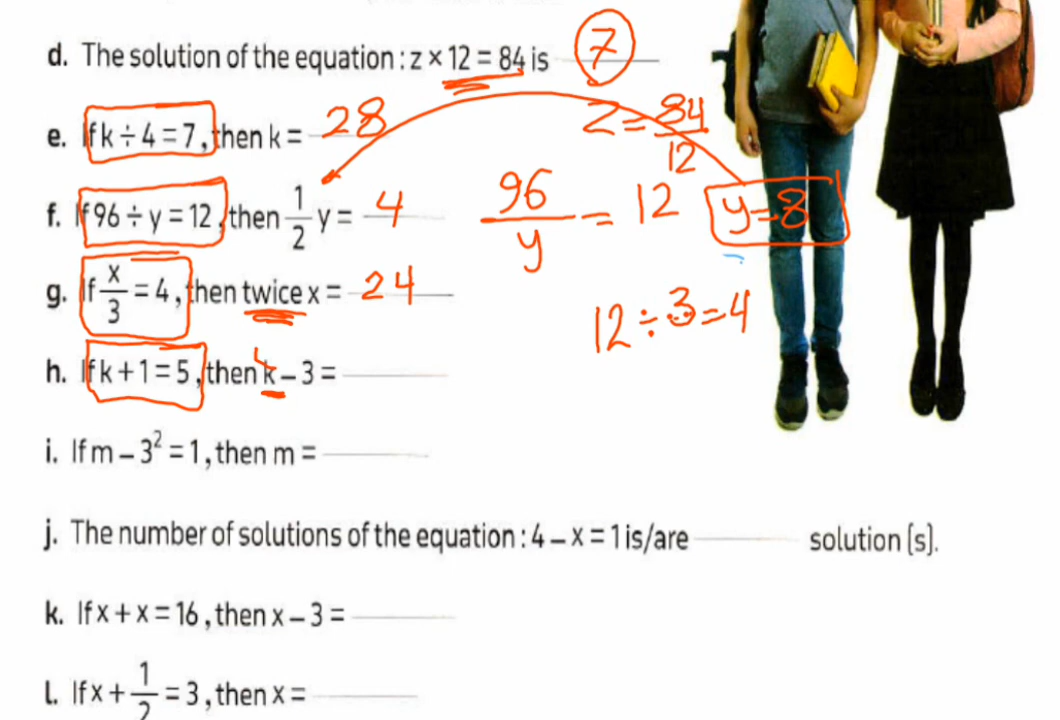 d. The solution of the equation : z × 12 = 84 is 7
z = 84/12
e. If k ÷ 4 = 7 , then k = 28
f. If 96 ÷ y = 12 , then 1/2 y = 4
96/y = 12 y = 8
g. If x/3 = 4 , then twice x = 24
12 ÷ 3 = 4
h. If k + 1 = 5 , then k – 3 =
i. If m – 3² = 1 , then m =
j. The number of solutions of the equation : 4 – x = 1 is/are solution (s).
k. If x + x = 16 , then x – 3 =
l. If x + 1/2 = 3 , then x =